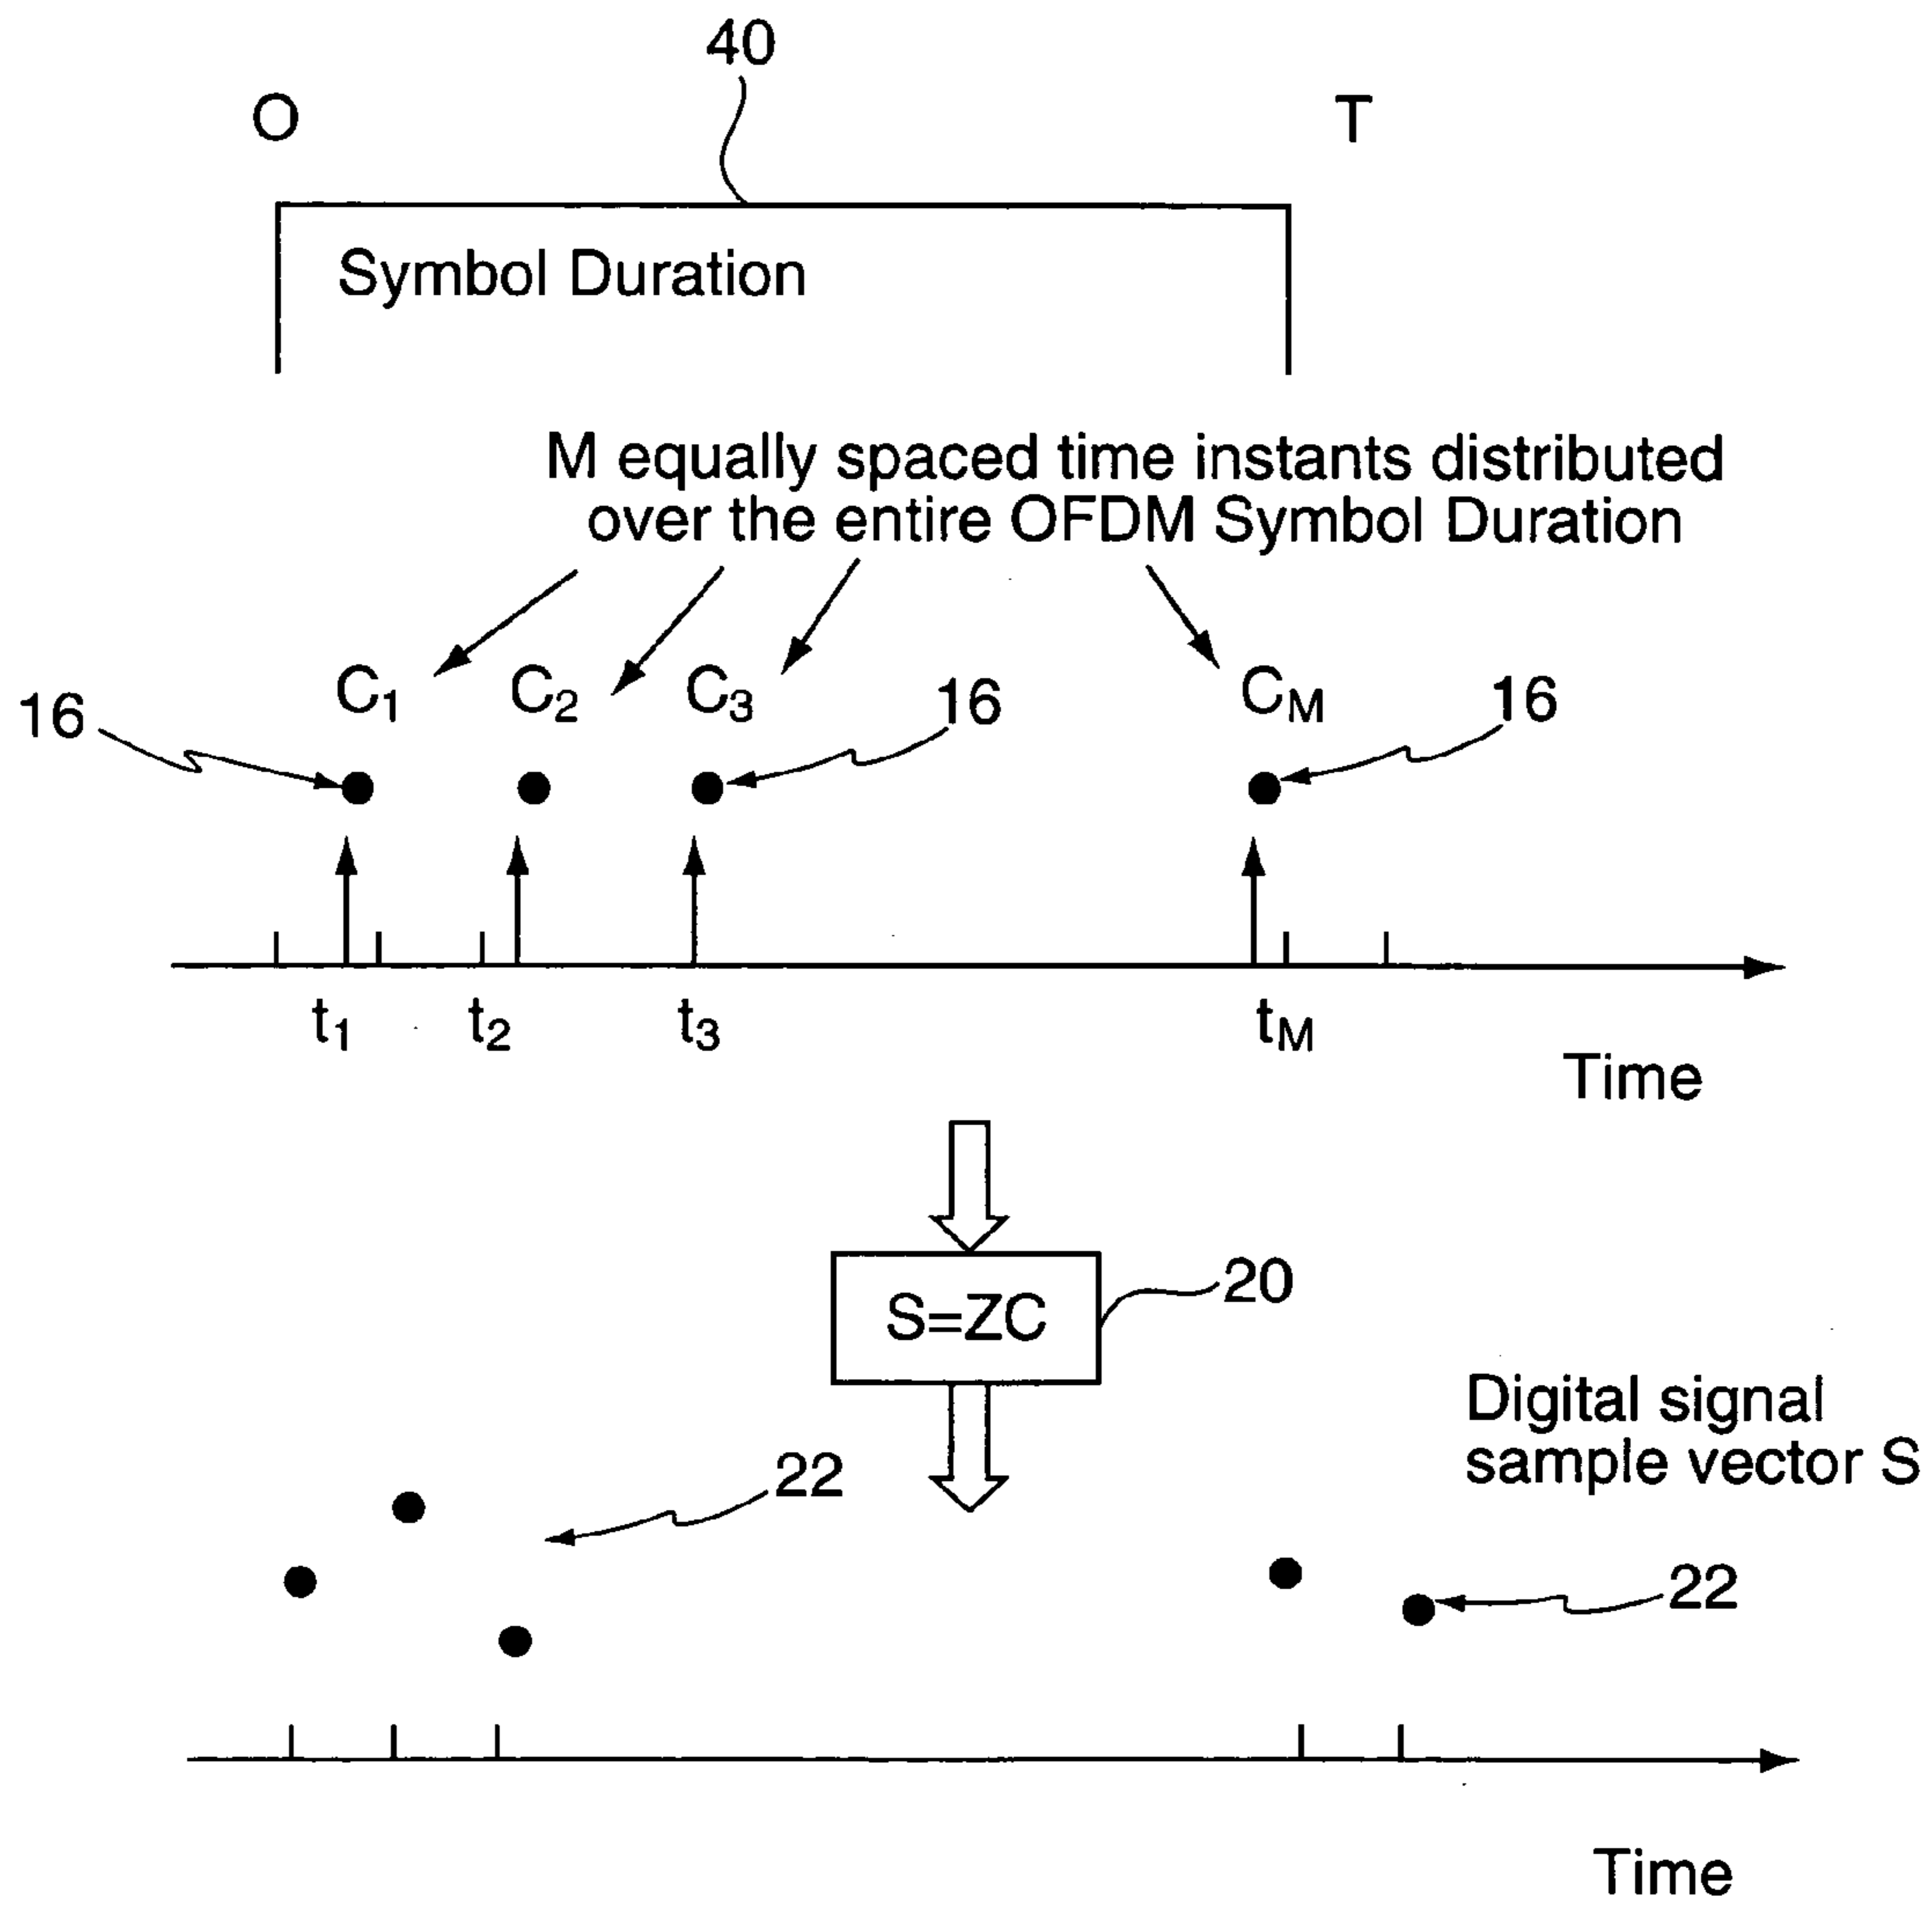 40
O T
Symbol Duration
M equally spaced time instants distributed
over the entire OFDM Symbol Duration
C1 C2 C3 CM
16 16 16
t1 t2 t3 tM
Time
S=ZC
20
Digital signal
sample vector S
22
22
Time